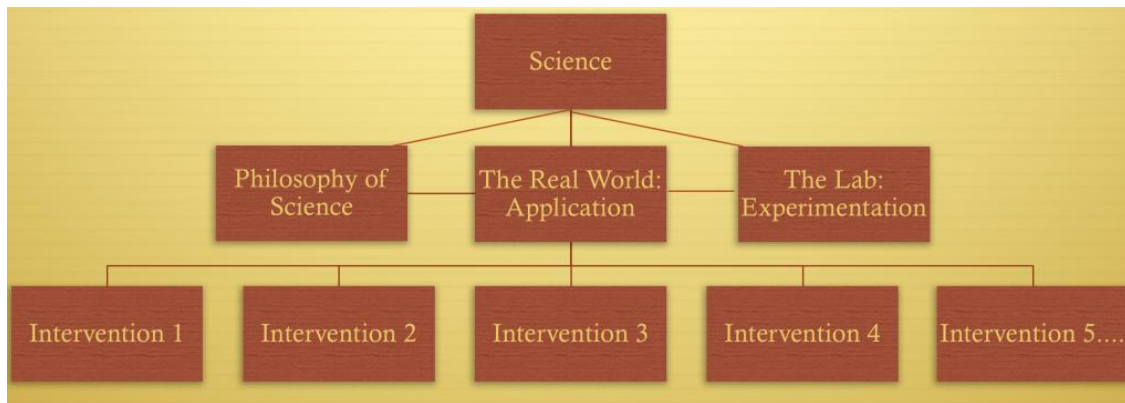 Science
Philosophy of
Science
The Real World:
Application
The Lab:
Experimentation
Intervention 1
Intervention 2
Intervention 3
Intervention 4
Intervention 5....